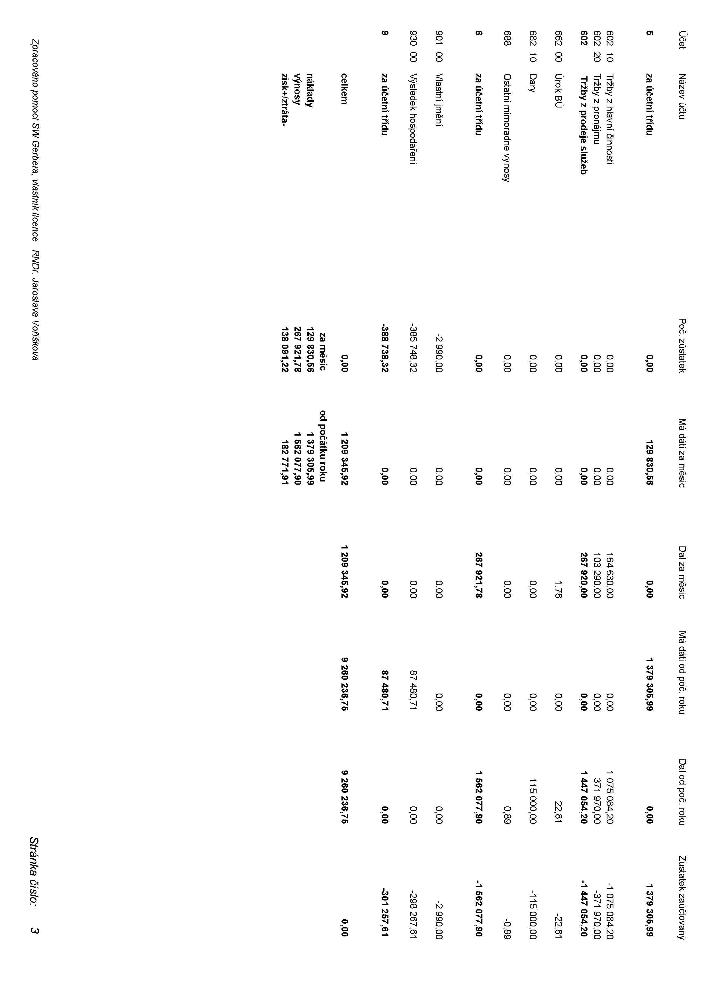 Účet Název účtu Poč. zůstatek Má dáti za měsíc Dal za měsíc Má dáti od poč. roku Dal od poč. roku Zůstatek zaúčtovaný
5 za účetní třídu 0,00 129 830,56 0,00 1 379 305,99 0,00 1 379 305,99
602 10 Tržby z hlavní činnosti 0,00 0,00 164 630,00 0,00 1 075 084,20 -1 075 084,20
602 20 Tržby z pronájmu 0,00 0,00 103 290,00 0,00 371 970,00 -371 970,00
602 Tržby z prodeje služeb 0,00 0,00 267 920,00 0,00 1 447 054,20 -1 447 054,20
662 00 Úrok BÚ 0,00 0,00 1,78 0,00 22,81 -22,81
682 10 Dary 0,00 0,00 0,00 0,00 115 000,00 -115 000,00
688 Ostatni mimoradne vynosy 0,00 0,00 0,00 0,00 0,89 -0,89
6 za účetní třídu 0,00 0,00 267 921,78 0,00 1 562 077,90 -1 562 077,90
901 00 Vlastní jmění -2 990,00 0,00 0,00 0,00 0,00 -2 990,00
930 00 Výsledek hospodaření -385 748,32 0,00 0,00 87 480,71 0,00 -298 267,61
9 za účetní třídu -388 738,32 0,00 0,00 87 480,71 0,00 -301 257,61
celkem 0,00 1 209 345,92 1 209 345,92 9 260 236,75 9 260 236,75 0,00
za měsíc od počátku roku
náklady 129 830,56 1 379 305,99
výnosy 267 921,78 1 562 077,90
zisk+/ztráta- 138 091,22 182 771,91
Zpracováno pomocí SW Gerbera, vlastník licence RNDr. Jaroslava Voříšková Stránka číslo: 3